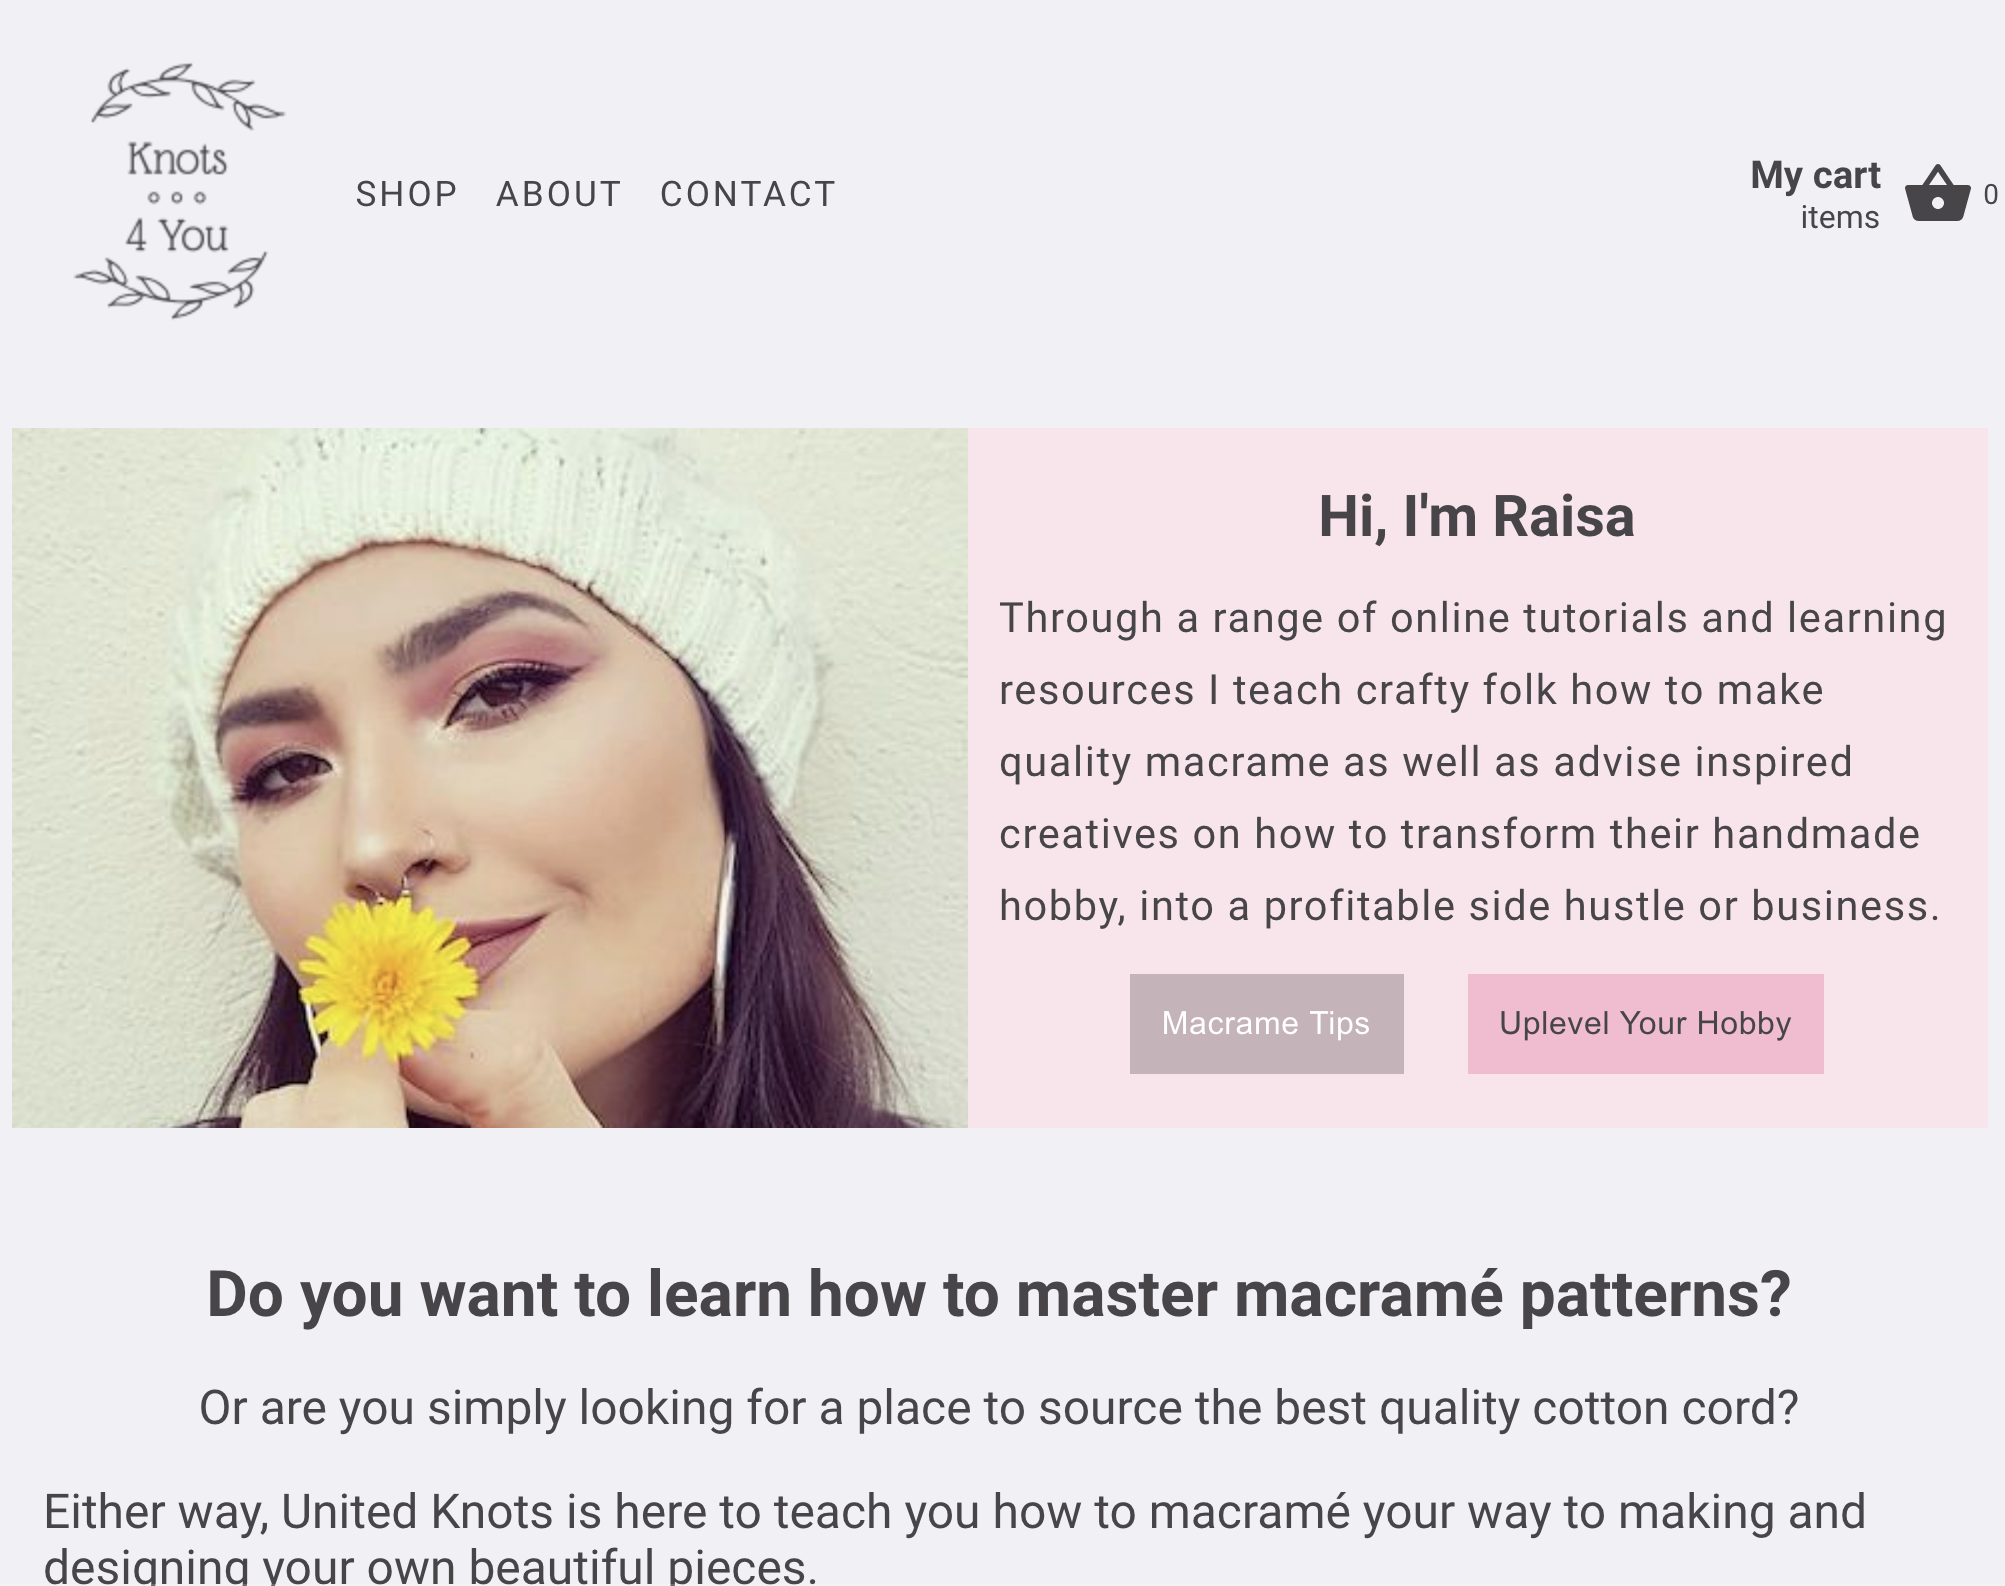 Knots
4 You
SHOP ABOUT CONTACT
My cart
items
0
Hi, I'm Raisa
Through a range of online tutorials and learning
resources I teach crafty folk how to make
quality macrame as well as advise inspired
creatives on how to transform their handmade
hobby, into a profitable side hustle or business.
Macrame Tips
Uplevel Your Hobby
Do you want to learn how to master macramé patterns?
Or are you simply looking for a place to source the best quality cotton cord?
Either way, United Knots is here to teach you how to macramé your way to making and
designing your own beautiful pieces.